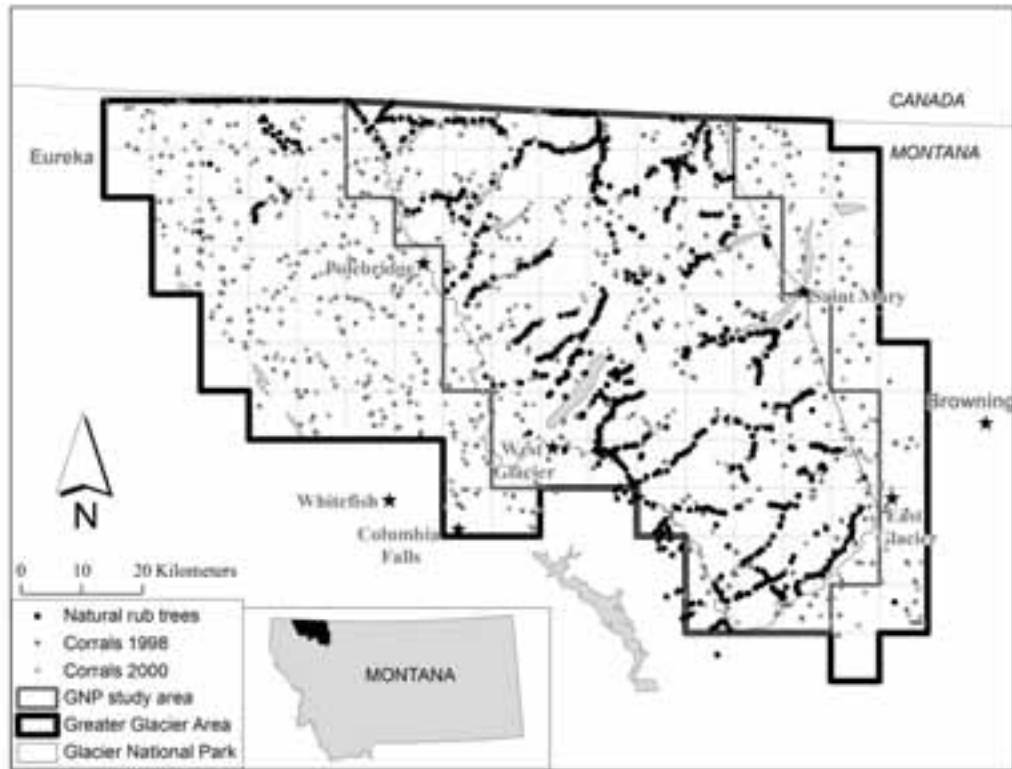 CANADA
MONTANA
Eureka
Polebridge
Saint Mary
Browning
West
Glacier
Whitefish
Columbia
Falls
East
Glacier
N
0 10 20 Kilometers
Natural rub trees
Corrals 1998
Corrals 2000
GNP study area
Greater Glacier Area
Glacier National Park
MONTANA